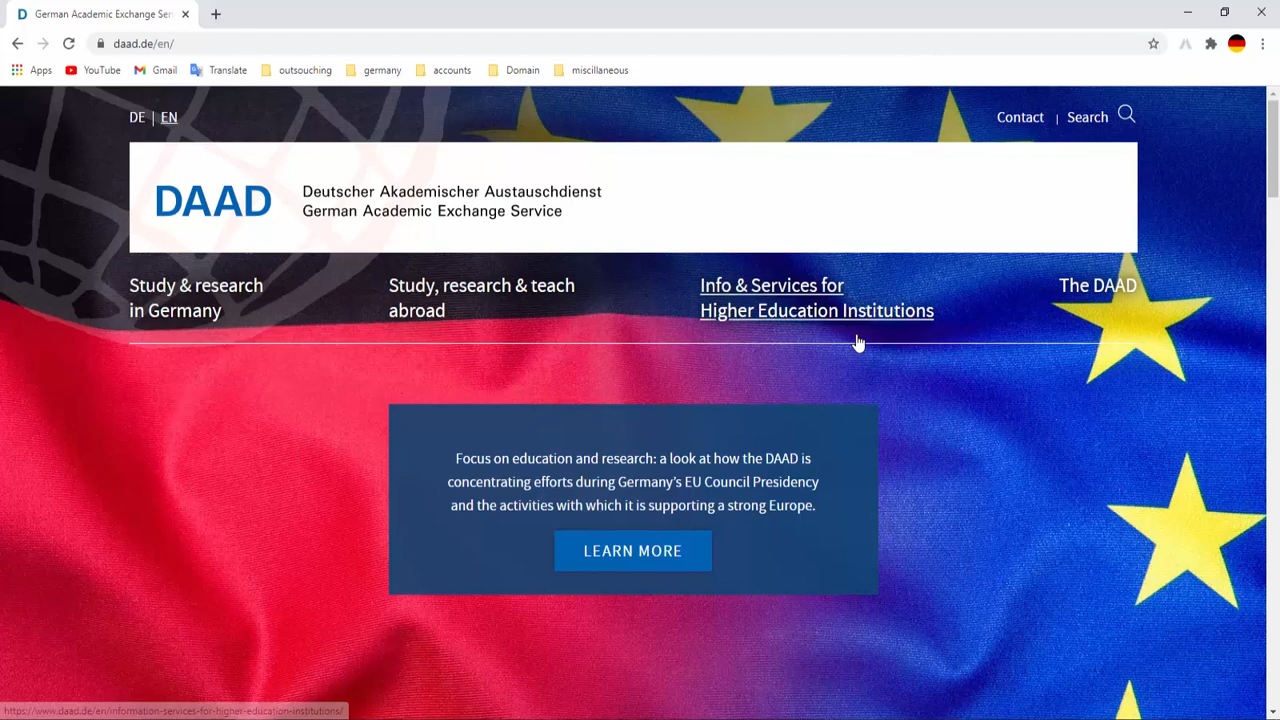 German Academic Exchange Ser
daad.de/en/
Apps
YouTube
Gmail
Translate
outsouching
germany
accounts
Domain
miscellaneous
DE | EN
Contact | Search
DAAD
Deutscher Akademischer Austauschdienst
German Academic Exchange Service
Study & research
in Germany
Study, research & teach
abroad
Info & Services for
Higher Education Institutions
The DAAD
Focus on education and research: a look at how the DAAD is
concentrating efforts during Germany's EU Council Presidency
and the activities with which it is supporting a strong Europe.
LEARN MORE
https://www.daad.de/en/information-services-for-higher-education-institutions/